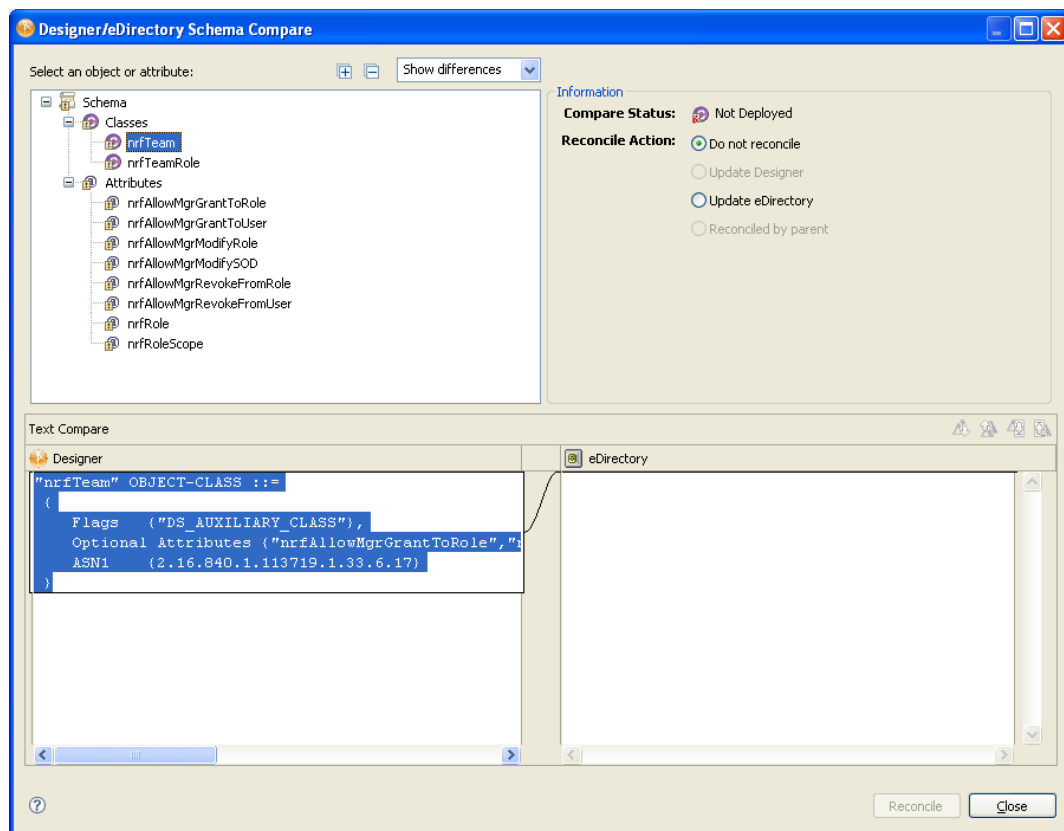 Designer/eDirectory Schema Compare
Select an object or attribute:
Show differences
Schema
Classes
nrfTeam
nrfTeamRole
Attributes
nrfAllowMgrGrantToRole
nrfAllowMgrGrantToUser
nrfAllowMgrModifyRole
nrfAllowMgrModifySOD
nrfAllowMgrRevokeFromRole
nrfAllowMgrRevokeFromUser
nrfRole
nrfRoleScope
Information
Compare Status: Not Deployed
Reconcile Action: Do not reconcile
Update Designer
Update eDirectory
Reconciled by parent
Text Compare
Designer
eDirectory
"nrfTeam" OBJECT-CLASS ::=
{
Flags {"DS_AUXILIARY_CLASS"},
Optional Attributes {"nrfAllowMgrGrantToRole","
ASN1 {2.16.840.1.113719.1.33.6.17}
}
Reconcile
Close